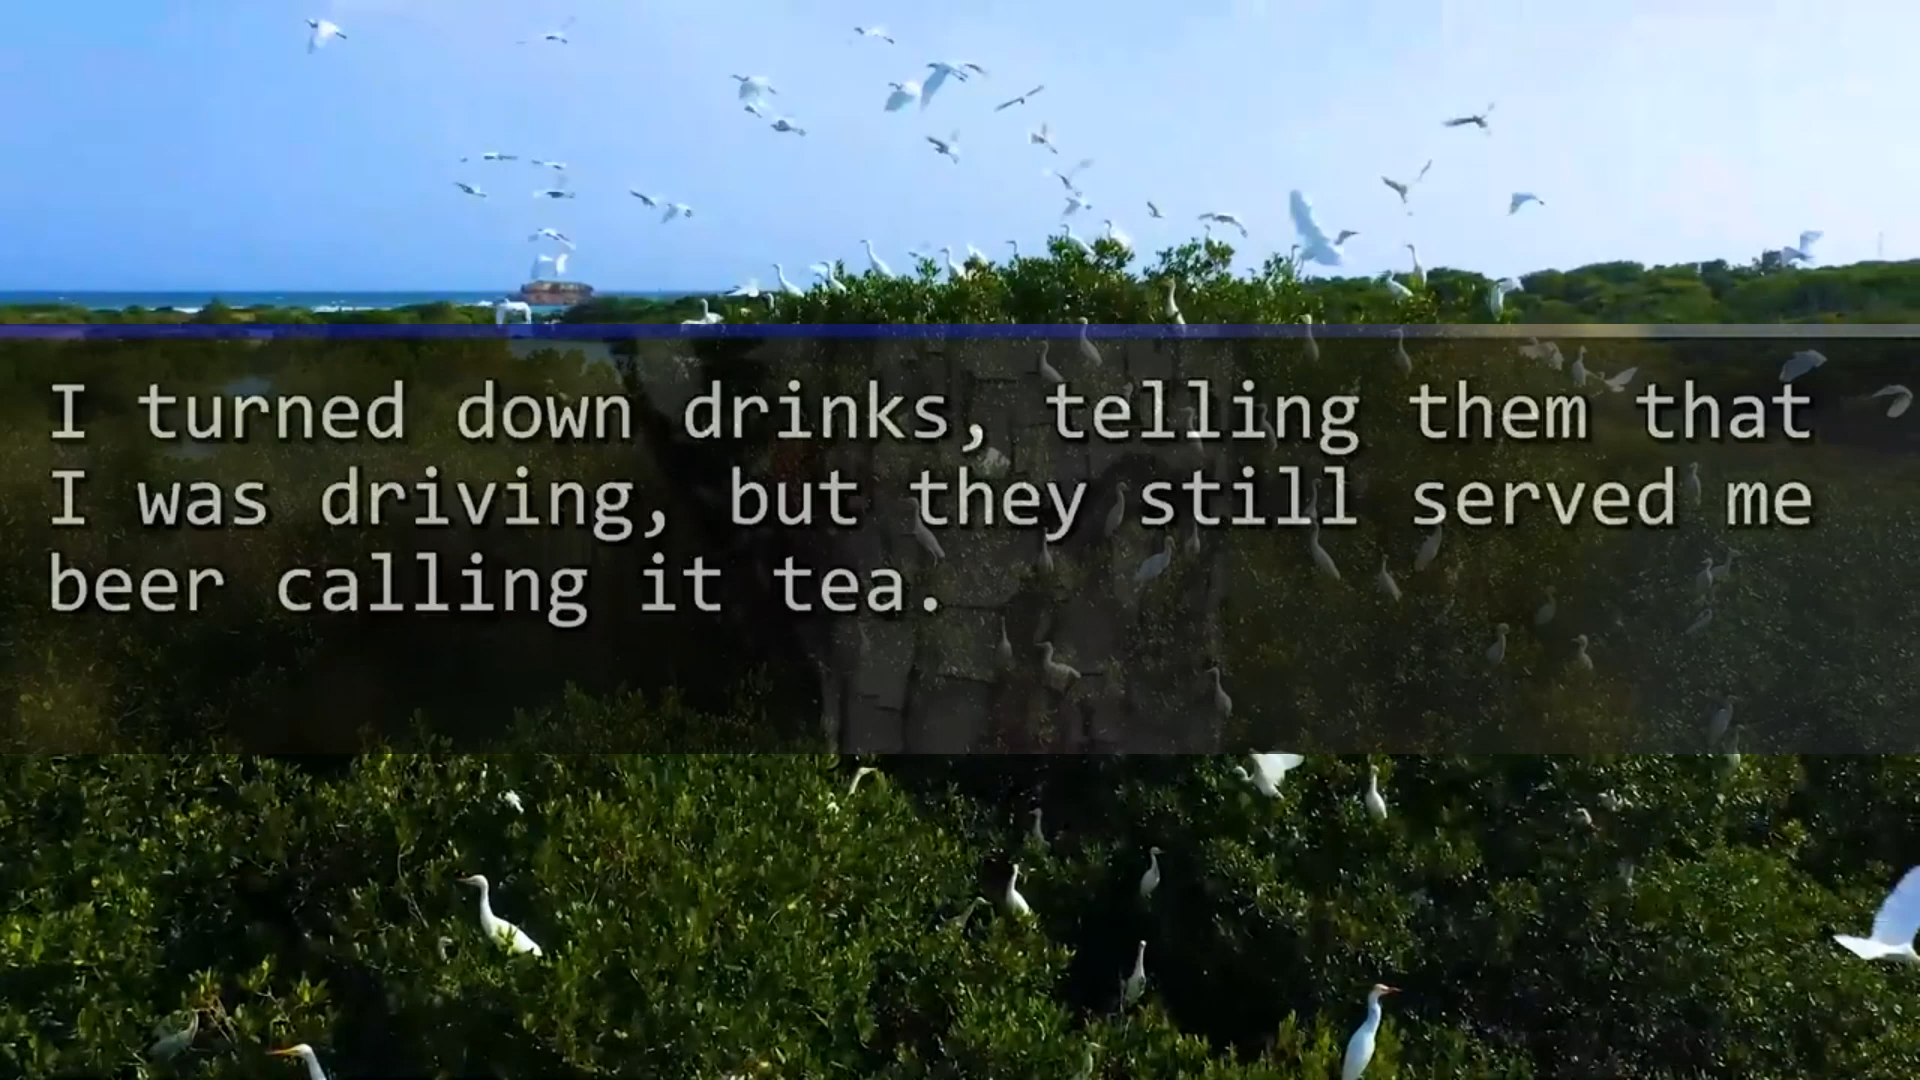 I turned down drinks, telling them that
I was driving, but they still served me
beer calling it tea.